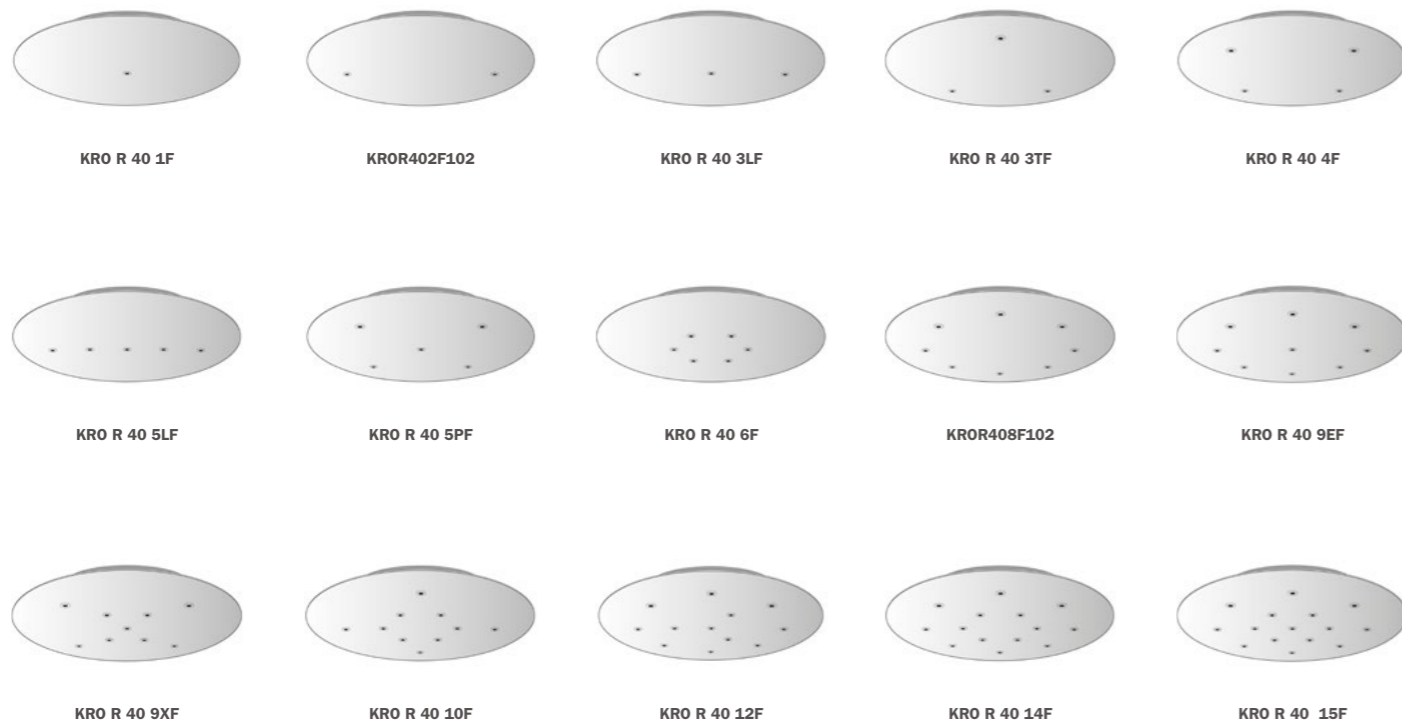 KRO R 40 1F
KROR402F102
KRO R 40 3LF
KRO R 40 3TF
KRO R 40 4F
KRO R 40 5LF
KRO R 40 5PF
KRO R 40 6F
KROR408F102
KRO R 40 9EF
KRO R 40 9XF
KRO R 40 10F
KRO R 40 12F
KRO R 40 14F
KRO R 40  15F